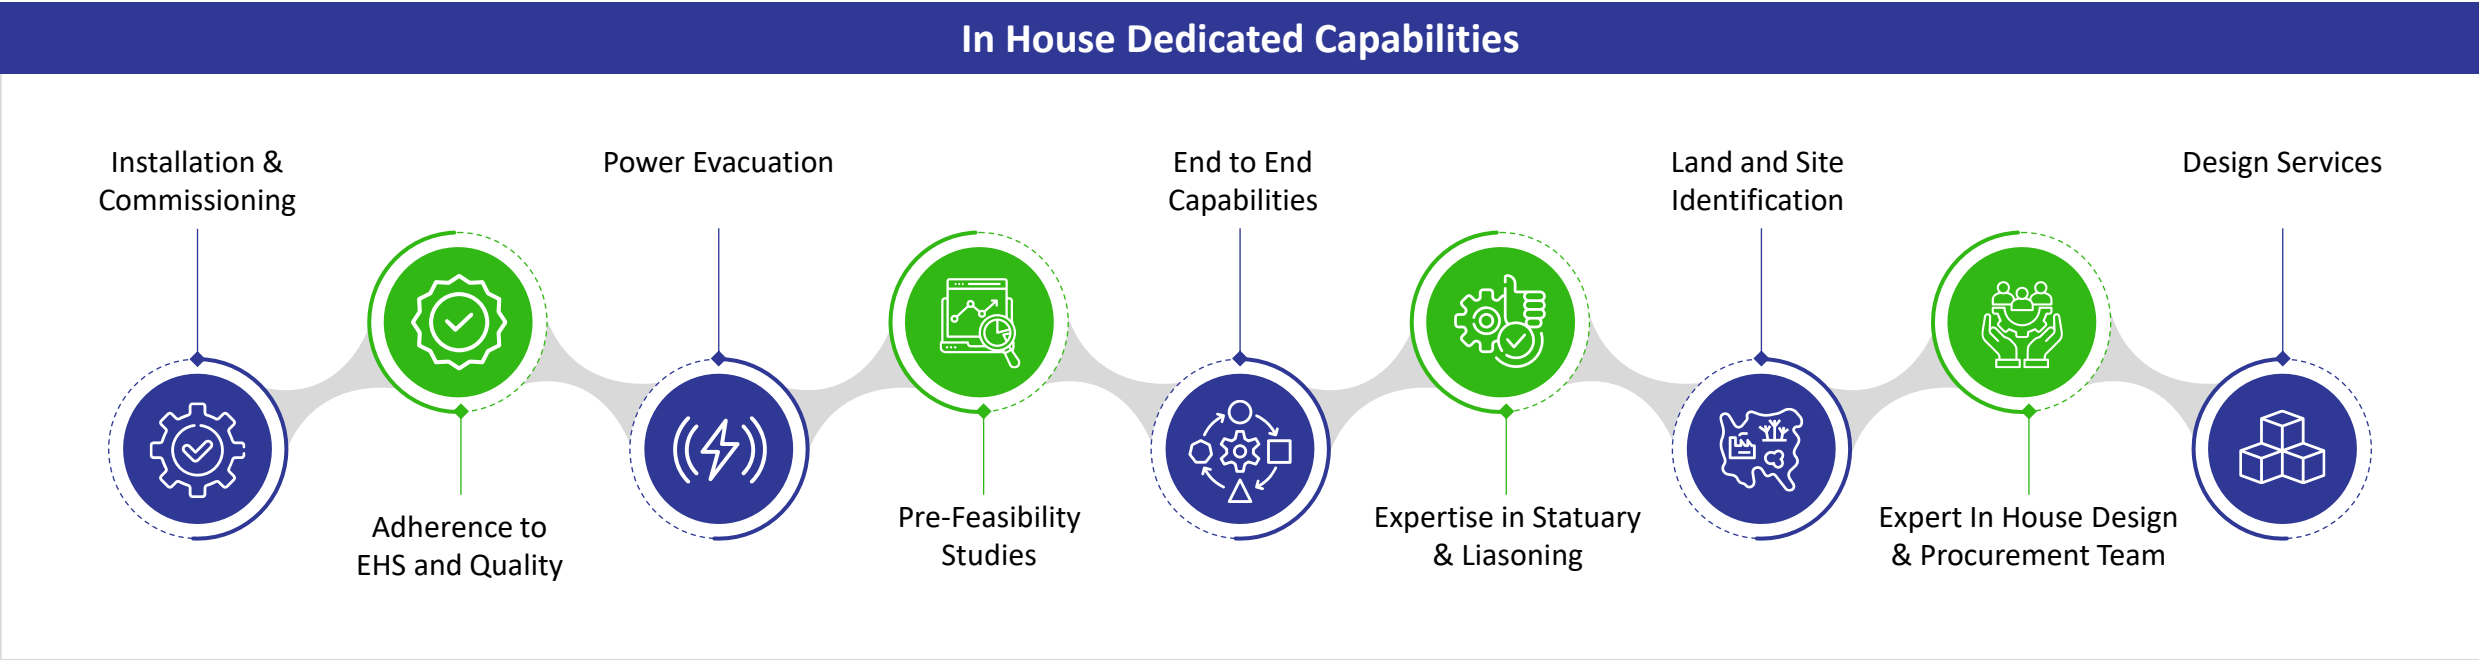 In House Dedicated Capabilities
Installation &
Commissioning
Adherence to
EHS and Quality
Power Evacuation
Pre-Feasibility
Studies
End to End
Capabilities
Expertise in Statuary
& Liasoning
Land and Site
Identification
Expert In House Design
& Procurement Team
Design Services